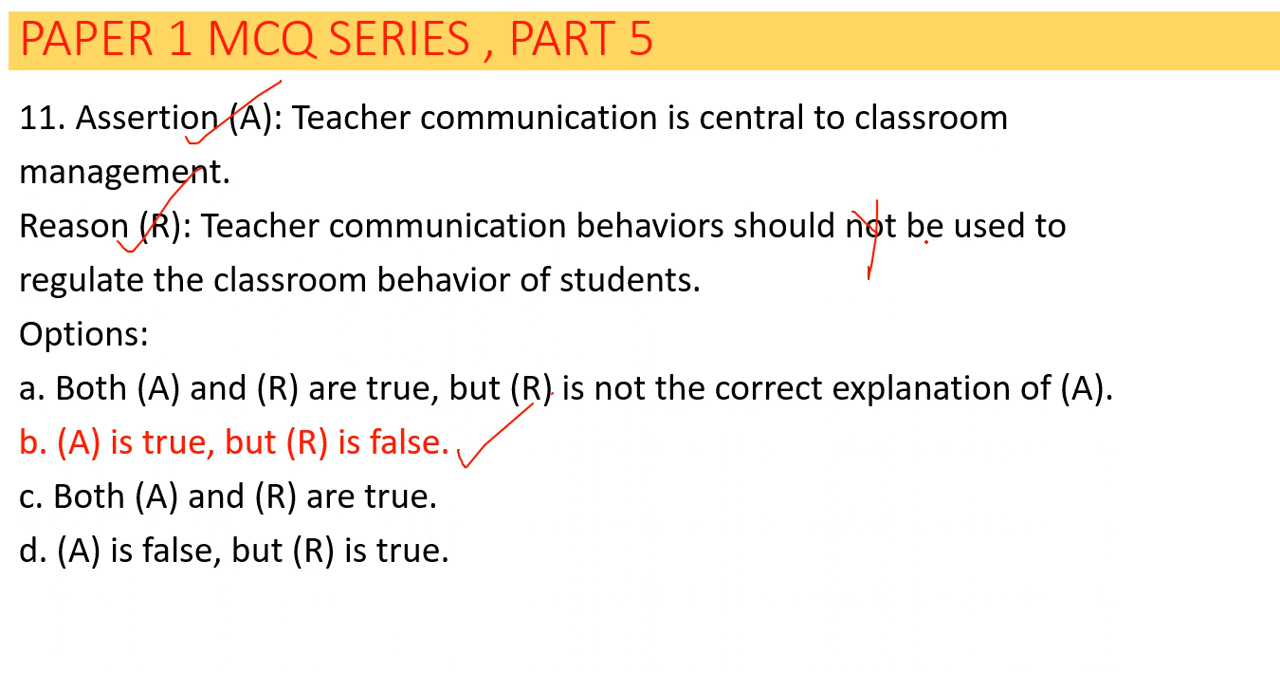 PAPER 1 MCQ SERIES , PART 5
11. Assertion (A): Teacher communication is central to classroom
management.
Reason (R): Teacher communication behaviors should not be used to
regulate the classroom behavior of students.
Options:
a. Both (A) and (R) are true, but (R) is not the correct explanation of (A).
b. (A) is true, but (R) is false.
c. Both (A) and (R) are true.
d. (A) is false, but (R) is true.